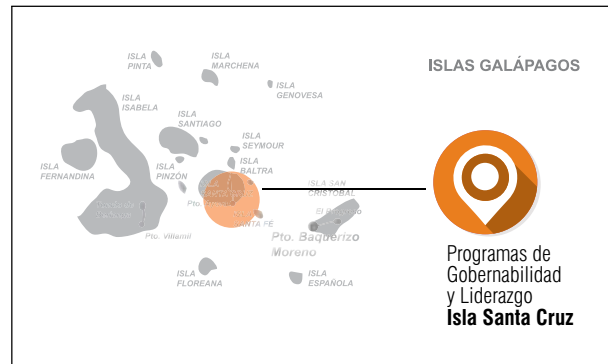 ISLAS GALÁPAGOS
ISLA
PINTA
ISLA
MARCHENA
ISLA
GENOVESA
ISLA
ISABELA
ISLA
SANTIAGO
ISLA
SEYMOUR
ISLA
FERNANDINA
ISLA
PINZÓN
ISLA
BALTRA
ISLA SAN
CRISTOBAL
SANTA FÉ
Pto. Villamil
Pto. Baquerizo
Moreno
ISLA
FLOREANA
ISLA
ESPAÑOLA
Programas de
Gobernabilidad
y Liderazgo
Isla Santa Cruz